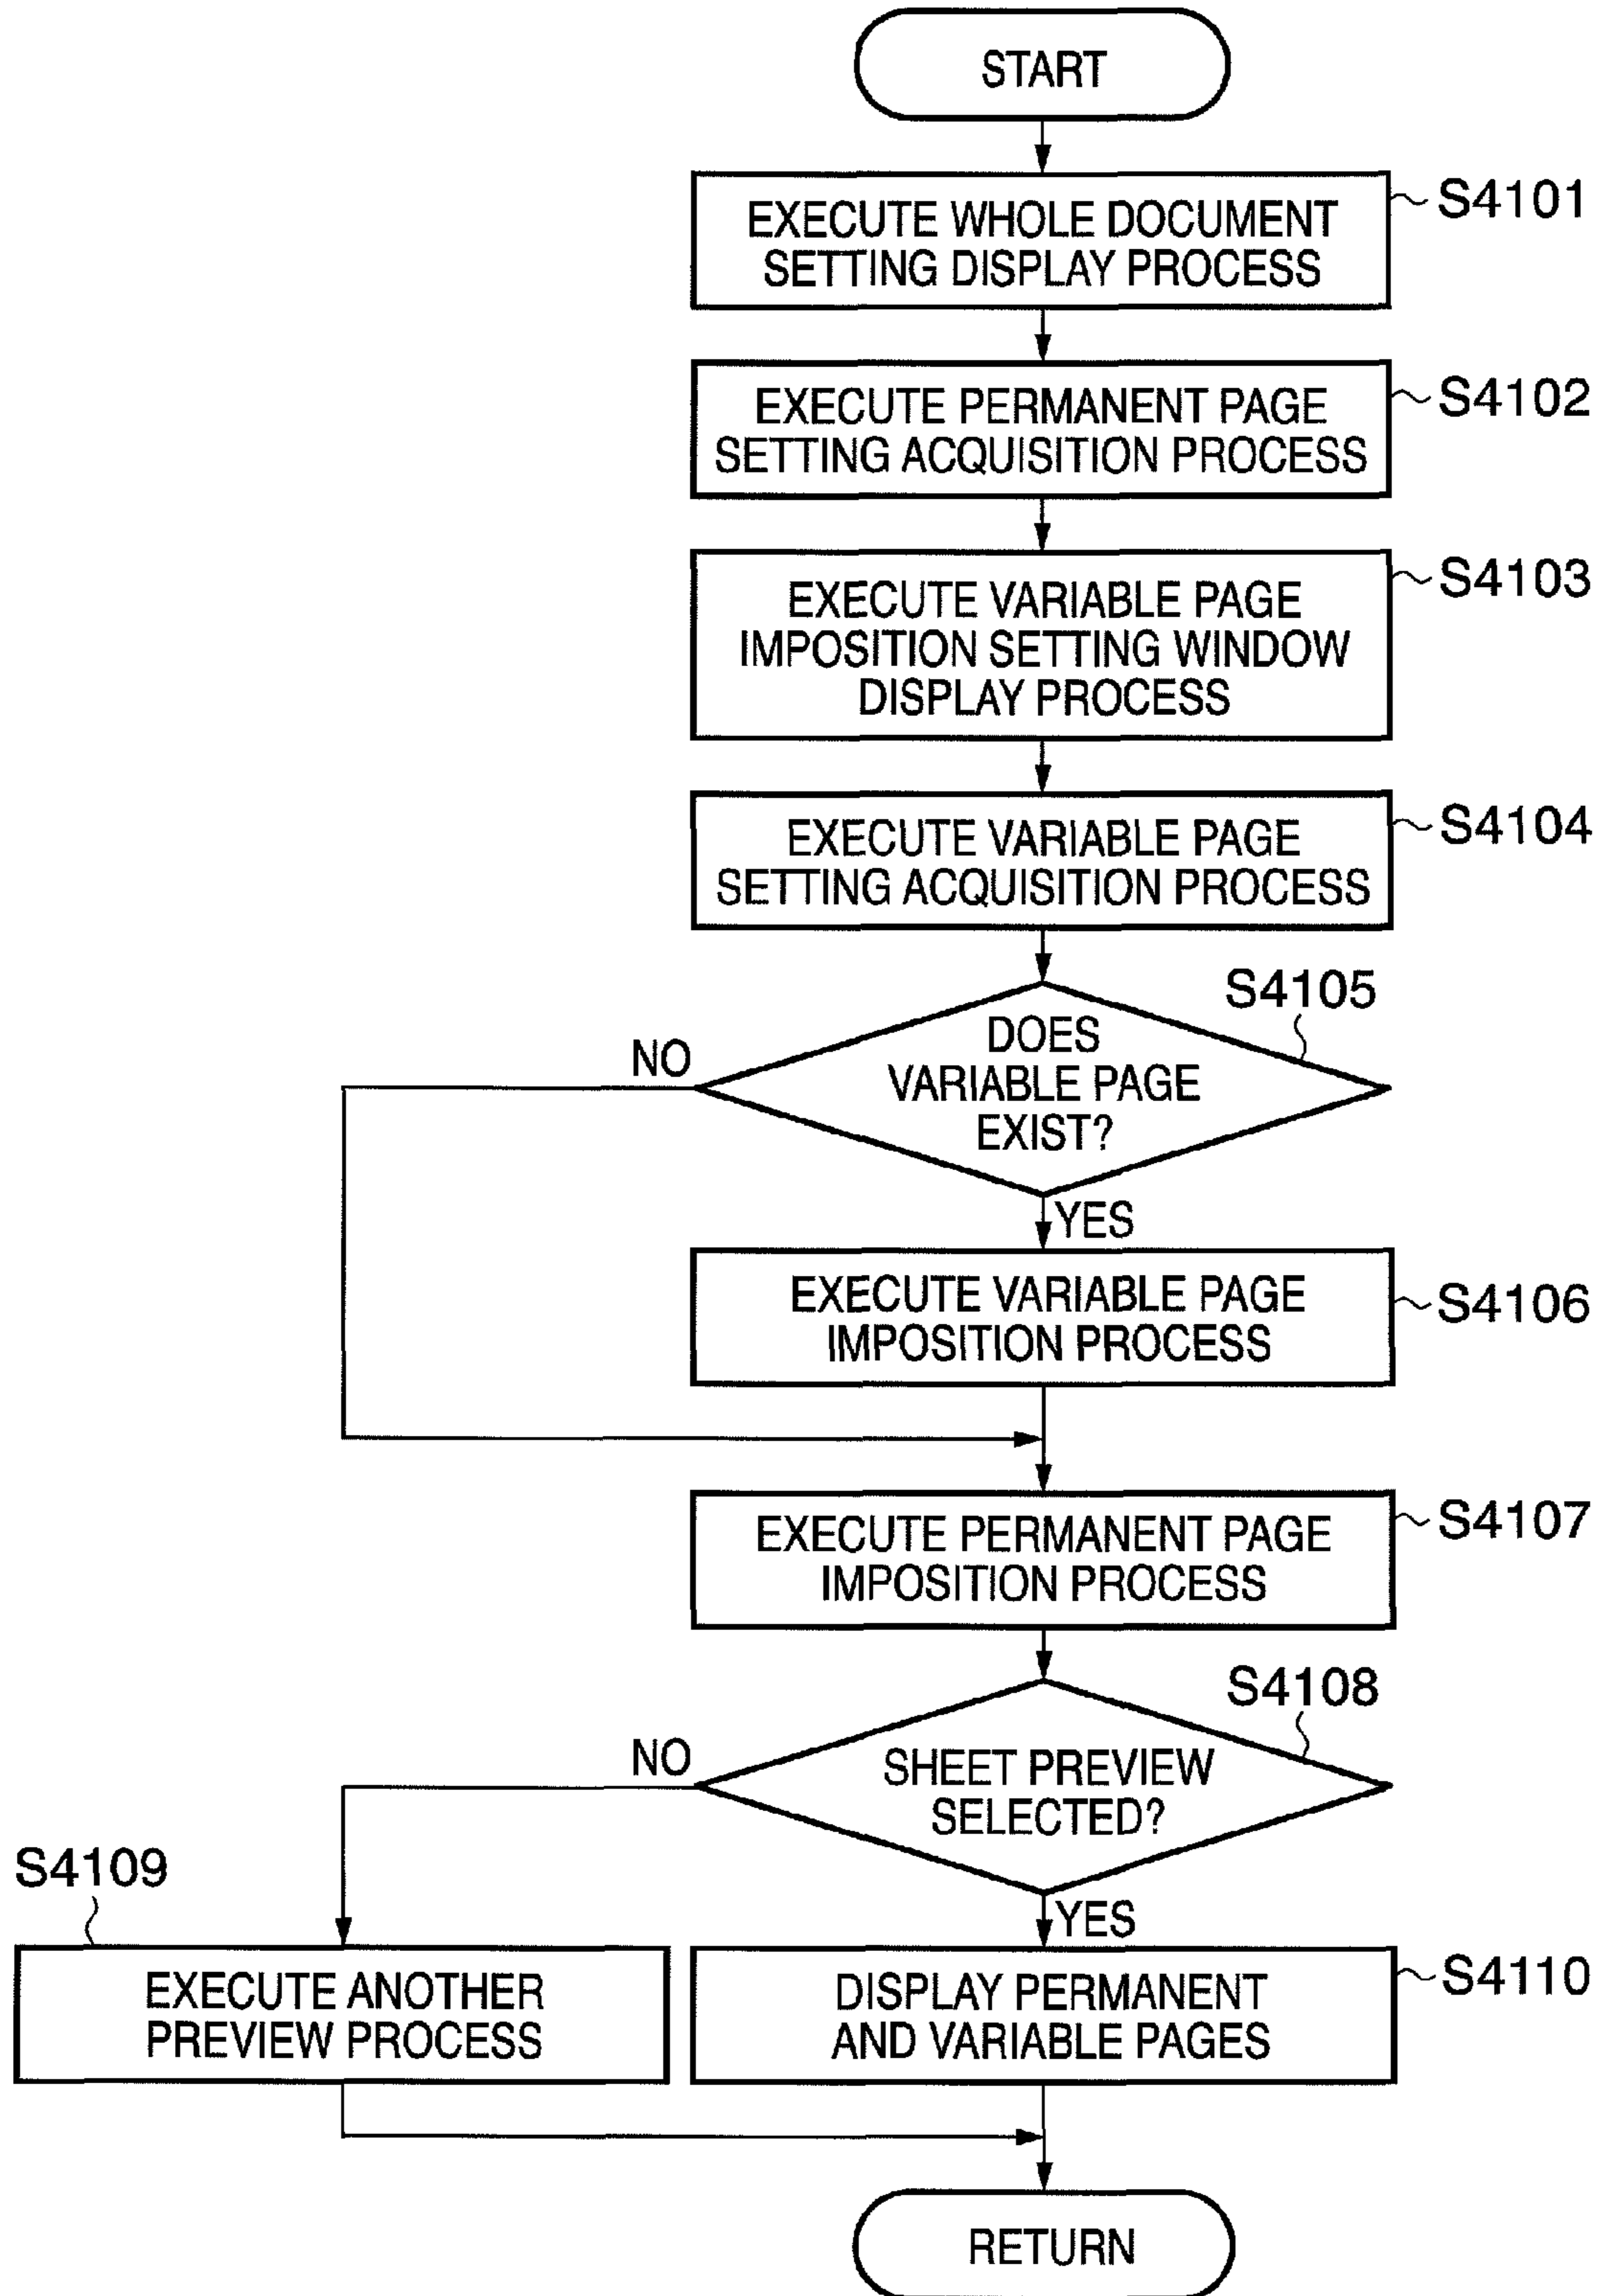 START
S4101
EXECUTE WHOLE DOCUMENT
SETTING DISPLAY PROCESS
S4102
EXECUTE PERMANENT PAGE
SETTING ACQUISITION PROCESS
S4103
EXECUTE VARIABLE PAGE
IMPOSITION SETTING WINDOW
DISPLAY PROCESS
S4104
EXECUTE VARIABLE PAGE
SETTING ACQUISITION PROCESS
S4105
DOES
VARIABLE PAGE
EXIST?
NO
YES
S4106
EXECUTE VARIABLE PAGE
IMPOSITION PROCESS
S4107
EXECUTE PERMANENT PAGE
IMPOSITION PROCESS
S4108
SHEET PREVIEW
SELECTED?
NO
YES
S4109
EXECUTE ANOTHER
PREVIEW PROCESS
S4110
DISPLAY PERMANENT
AND VARIABLE PAGES
RETURN